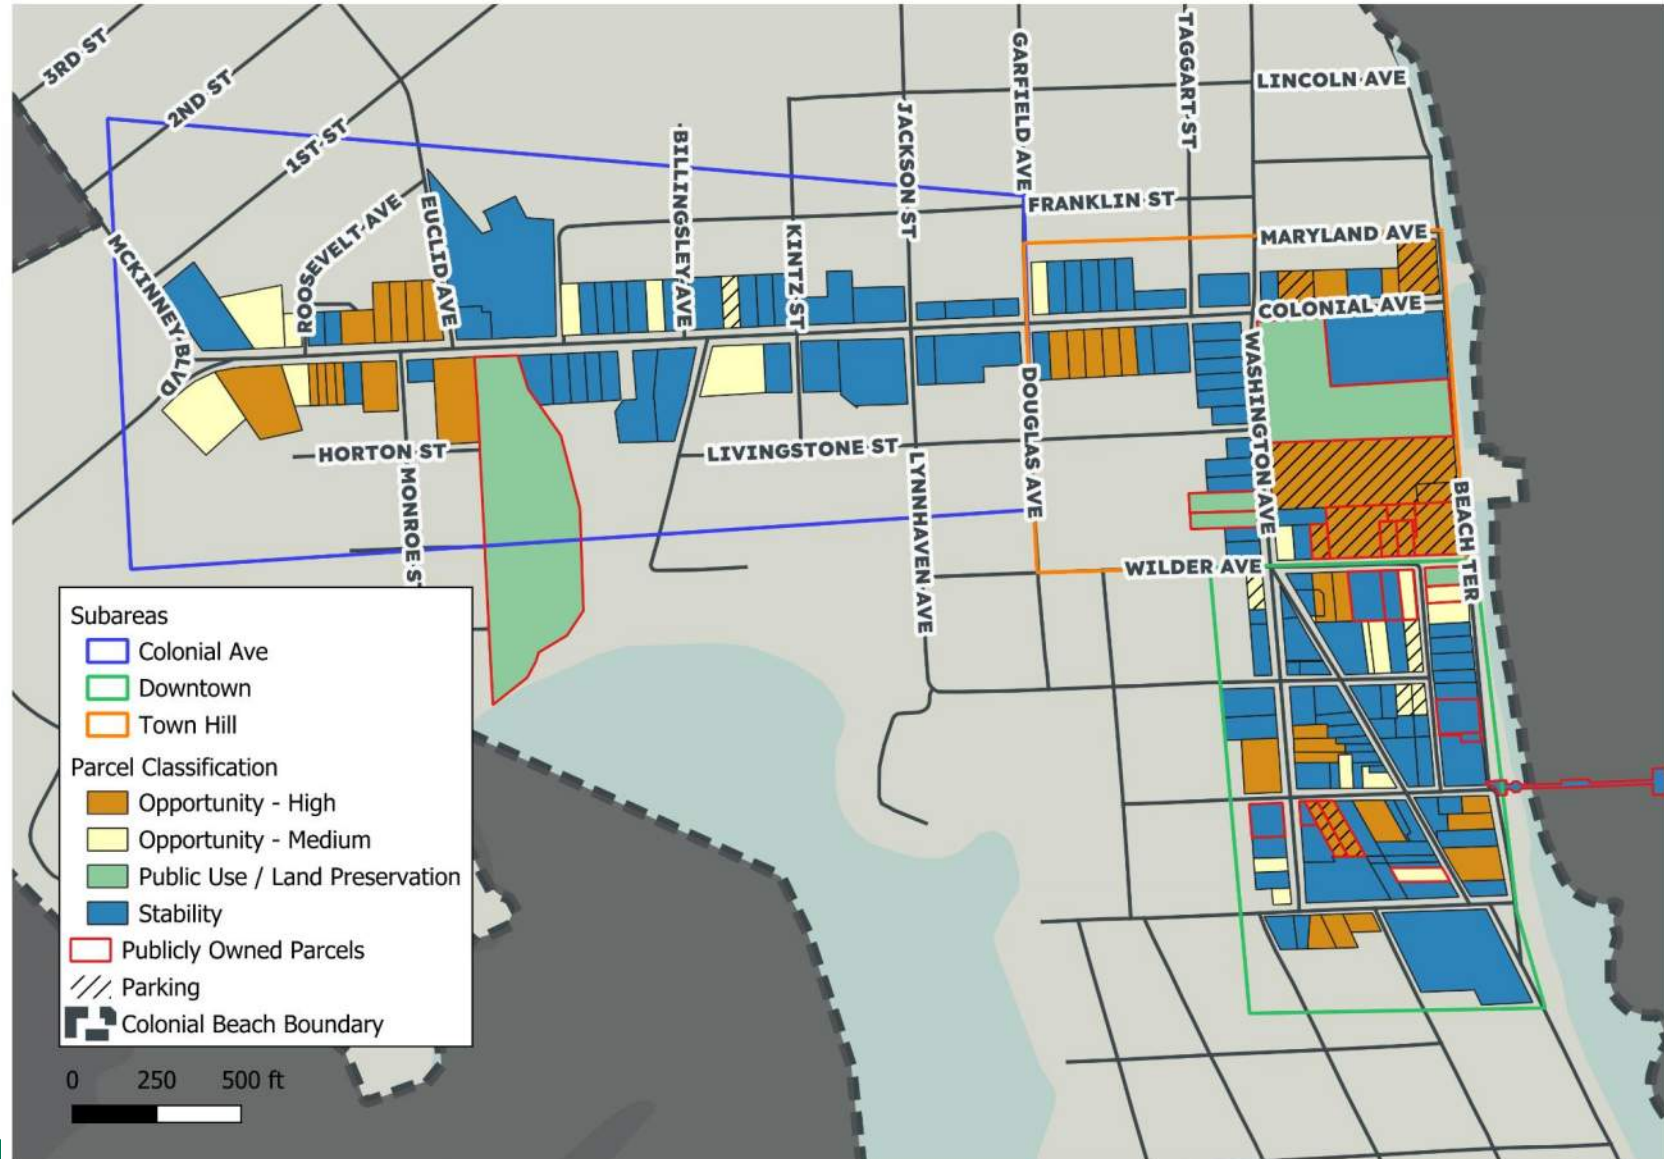 3RD ST
2ND ST
1ST ST
ROOSEVELT AVE
EUCLID AVE
MCKINNEY BLVD
BILLINGSLEY AVE
KINTZ ST
JACKSON ST
GARFIELD AVE
TAGGART ST
LINCOLN AVE
FRANKLIN ST
MARYLAND AVE
COLONIAL AVE
WASHINGTON AVE
DOUGLAS AVE
HORTON ST
MONROE S
LIVINGSTONE ST
LYNNHAVEN AVE
WILDER AVE
BEACH TER
Subareas
Colonial Ave
Downtown
Town Hill
Parcel Classification
Opportunity - High
Opportunity - Medium
Public Use / Land Preservation
Stability
Publicly Owned Parcels
Parking
Colonial Beach Boundary
0 250 500 ft